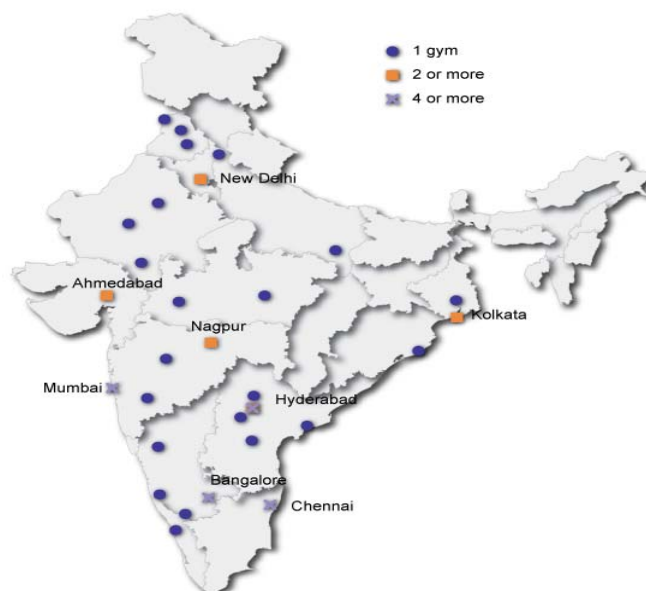 1 gym
2 or more
4 or more
New Delhi
Ahmedabad
Kolkata
Nagpur
Mumbai
Hyderabad
Bangalore
Chennai